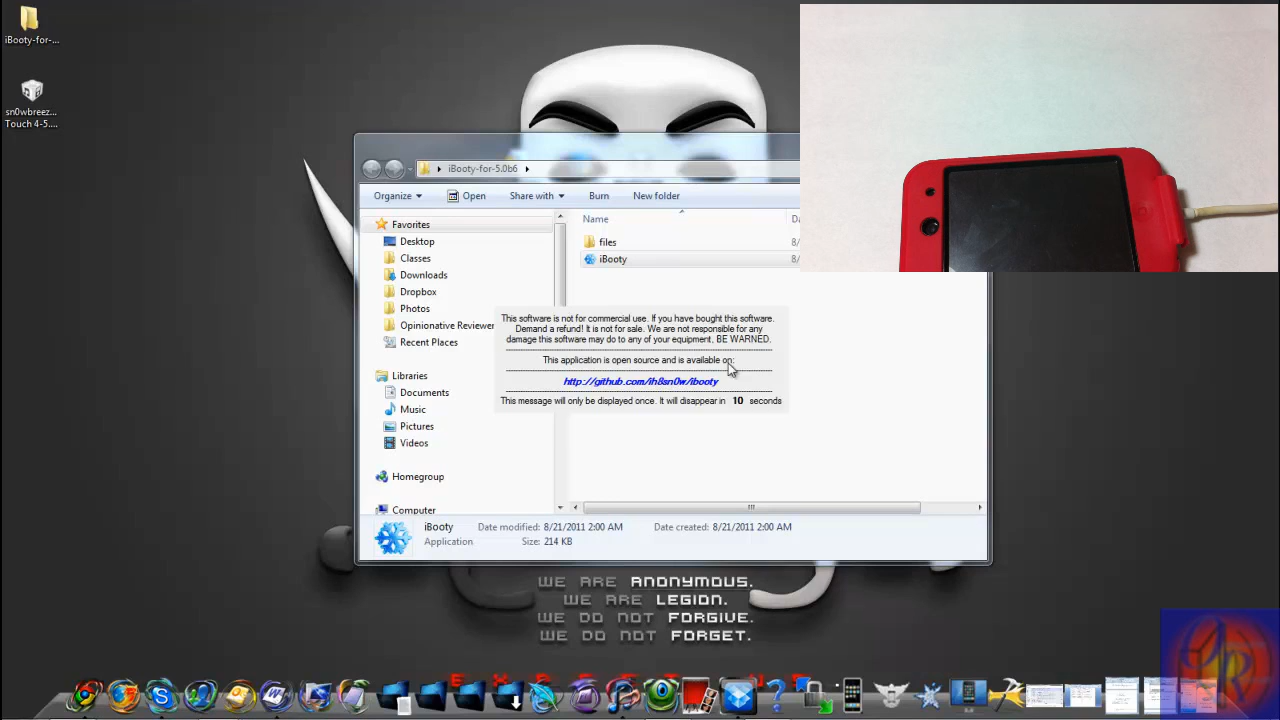 iBooty-for-...
sn0wbreez...
Touch 4-5....
iBooty-for-5.0b6
Organize
Open
Share with
Burn
New folder
Favorites
Desktop
Classes
Downloads
Dropbox
Photos
Opinionative Reviewer
Recent Places
Libraries
Documents
Music
Pictures
Videos
Homegroup
Computer
Name
files
8/
iBooty
8/
This software is not for commercial use. If you have bought this software.
Demand a refund! It is not for sale. We are not responsible for any
damage this software may do to any of your equipment, BE WARNED.
This application is open source and is available on:
http://github.com/ih8sn0w/ibooty
This message will only be displayed once. It will disappear in 10 seconds
iBooty
Date modified: 8/21/2011 2:00 AM
Date created: 8/21/2011 2:00 AM
Application
Size: 214 KB
WE ARE ANONYMOUS.
WE ARE LEGION.
WE DO NOT FORGIVE.
WE DO NOT FORGET.